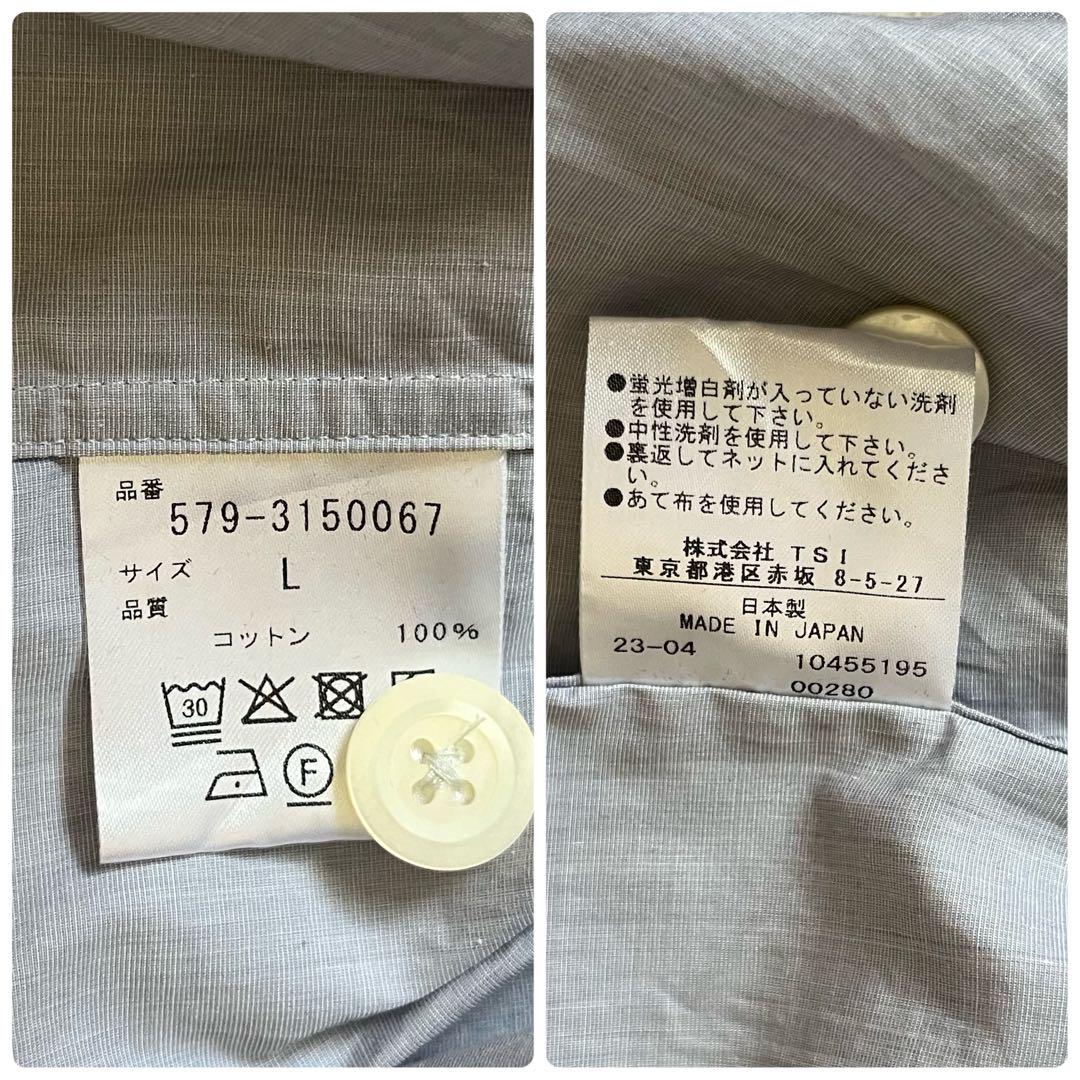 品番
579-3150067
サイズ L
品質
コットン 100%
30
F
●蛍光増白剤が入っていない洗剤
を使用して下さい。
●中性洗剤を使用して下さい。
●裏返してネットに入れてくださ
い。
●あて布を使用してください。
株式会社 TSI
東京都港区赤坂 8-5-27
日本製
MADE IN JAPAN
23-04 10455195
00280